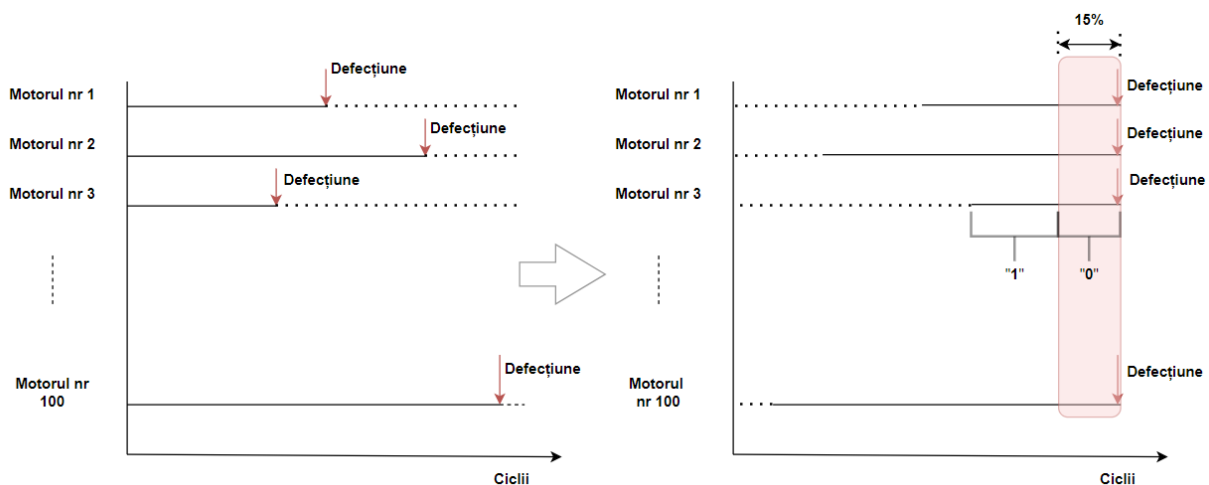 Defecțiune
Motorul nr 1
Defecțiune
Motorul nr 2
Defecțiune
Motorul nr 3
Defecțiune
Motorul nr
100
Ciclii
15%
Defecțiune
Motorul nr 1
Defecțiune
Motorul nr 2
Defecțiune
Motorul nr 3
"1"
"0"
Defecțiune
Motorul
nr 100
Ciclii